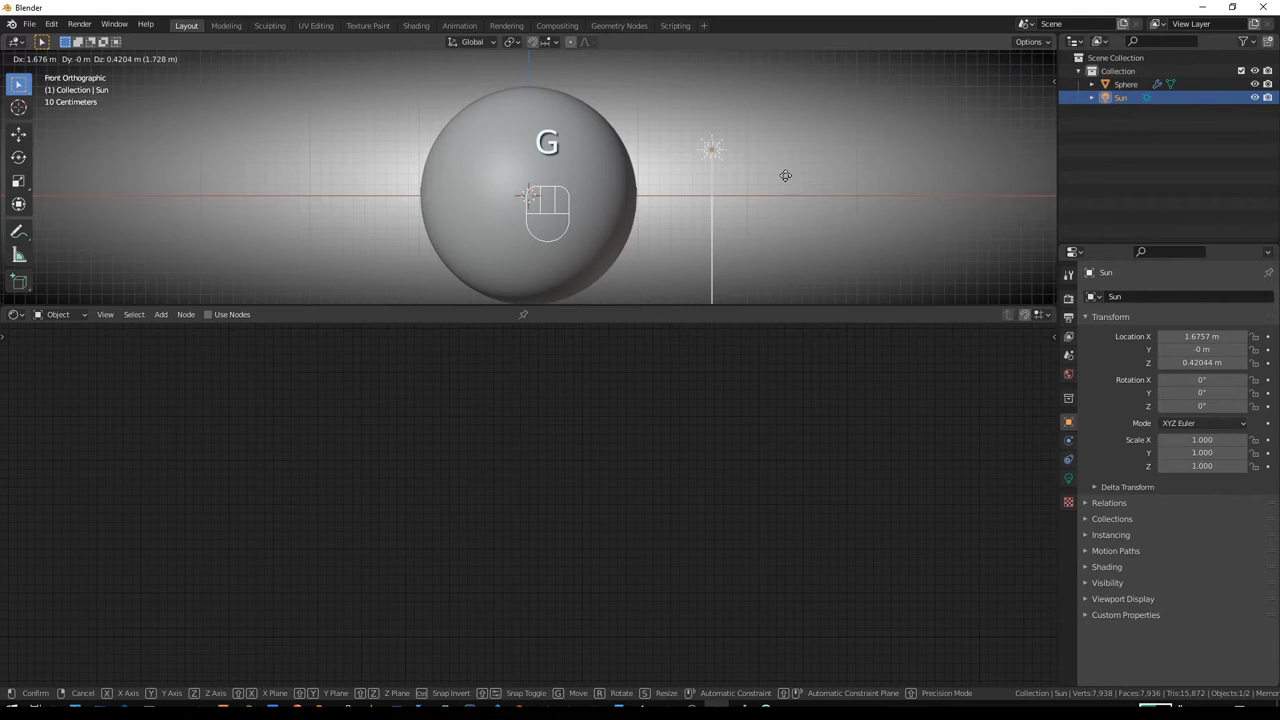 Blender
File Edit Render Window Help Layout Modeling Sculpting UV Editing Texture Paint Shading Animation Rendering Compositing Geometry Nodes Scripting + Scene View Layer
Global Options
Dx: 1.676 m Dy: -0 m Dz: 0.4204 m (1.728 m)
Front Orthographic
(1) Collection | Sun
10 Centimeters
G
Scene Collection
Collection
Sphere
Sun
Object View Select Add Node Use Nodes
Sun
Sun
Transform
Location X 1.6757 m
Y -0 m
Z 0.42044 m
Rotation X 0°
Y 0°
Z 0°
Mode XYZ Euler
Scale X 1.000
Y 1.000
Z 1.000
Delta Transform
Relations
Collections
Instancing
Motion Paths
Shading
Visibility
Viewport Display
Custom Properties
Confirm Cancel X X Axis Y Y Axis Z Z Axis X X Plane Y Y Plane Z Z Plane Ctrl Snap Invert Snap Toggle G Move R Rotate S Resize Automatic Constraint Automatic Constraint Plane Precision Mode Collection | Sun | Verts:7,938 | Faces:7,936 | Tris:15,872 | Objects:1/2 | Memor